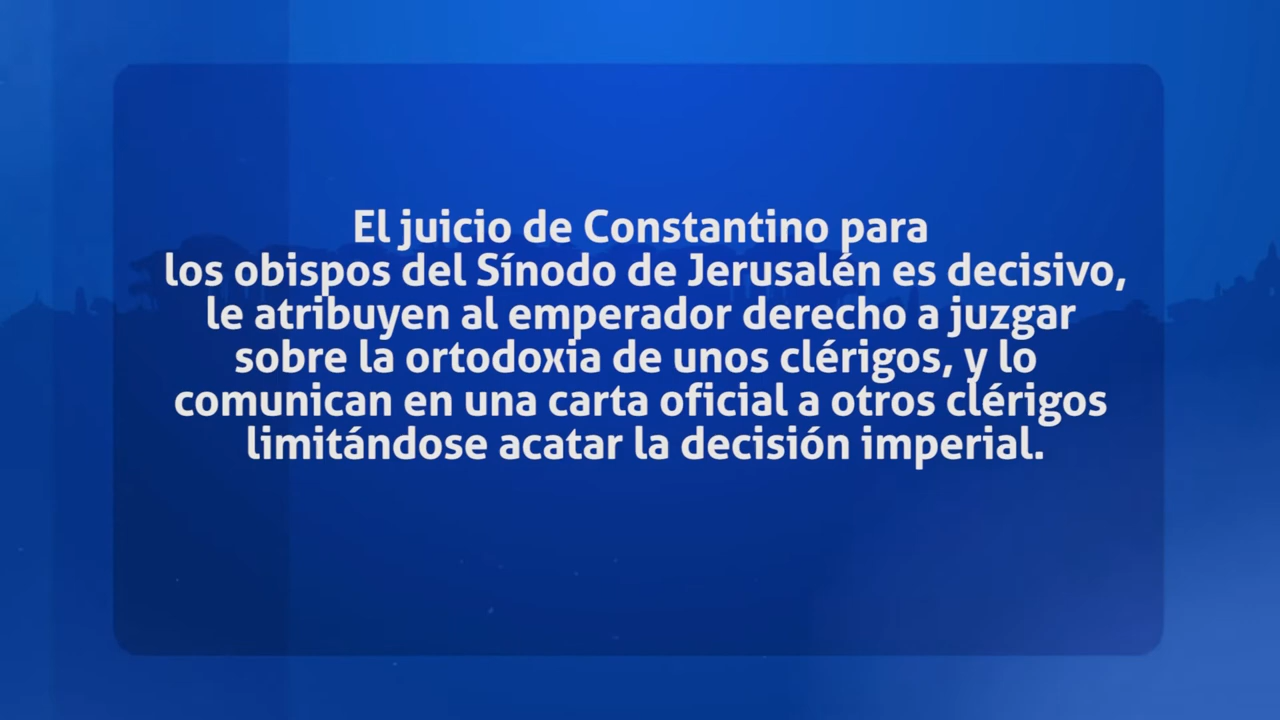 El juicio de Constantino para
los obispos del Sínodo de Jerusalén es decisivo,
le atribuyen al emperador derecho a juzgar
sobre la ortodoxia de unos clérigos, y lo
comunican en una carta oficial a otros clérigos
limitándose acatar la decisión imperial.